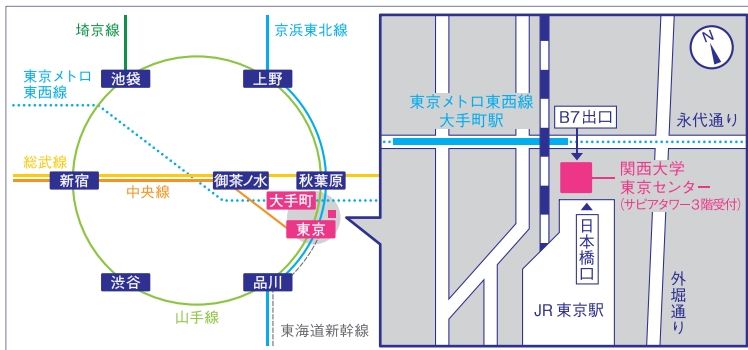 埼京線
京浜東北線
東京メトロ
東西線
池袋
上野
総武線
新宿
御茶ノ水
秋葉原
中央線
大手町
東京
渋谷
品川
山手線
東海道新幹線
N
東京メトロ東西線
大手町駅
B7出口
永代通り
関西大学
東京センター
(サピアタワー3階受付)
日本橋口
JR東京駅
外堀通り